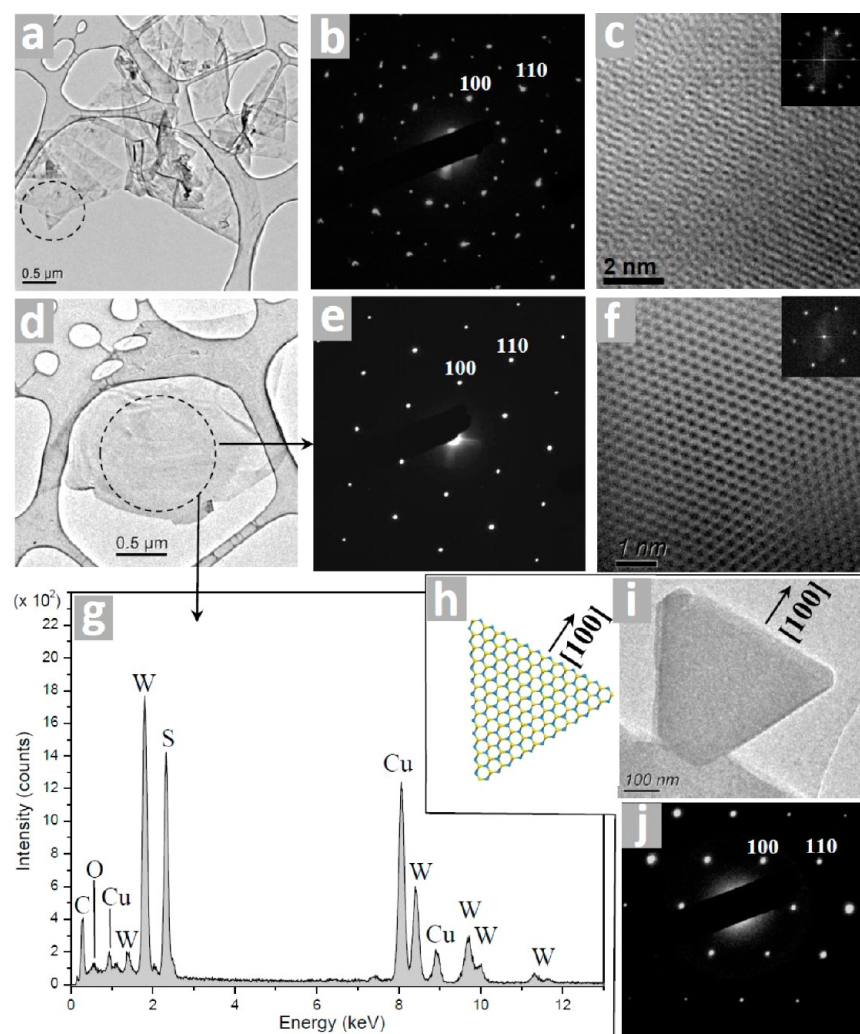 a
0.5 µm
b
100
110
c
2 nm
d
0.5 µm
e
100
110
f
1 nm
g
(x 10²)
22
20
18
16
14
12
10
8
6
4
2
0
Intensity (counts)
C
O
Cu
W
W
S
Cu
W
Cu
W
W
W
0
2
4
6
8
10
12
Energy (keV)
h
[100]
i
[100]
100 nm
j
100
110